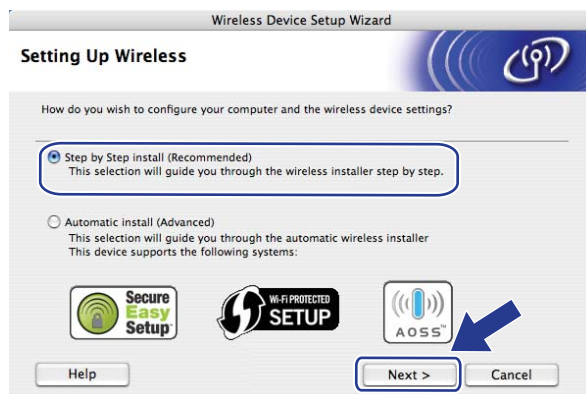 Wireless Device Setup Wizard
Setting Up Wireless
How do you wish to configure your computer and the wireless device settings?
Step by Step install (Recommended)
This selection will guide you through the wireless installer step by step.
Automatic install (Advanced)
This selection will guide you through the automatic wireless installer
This device supports the following systems:
Secure
Easy
Setup
WI-FI PROTECTED
SETUP
AOSS™
Help
Next >
Cancel